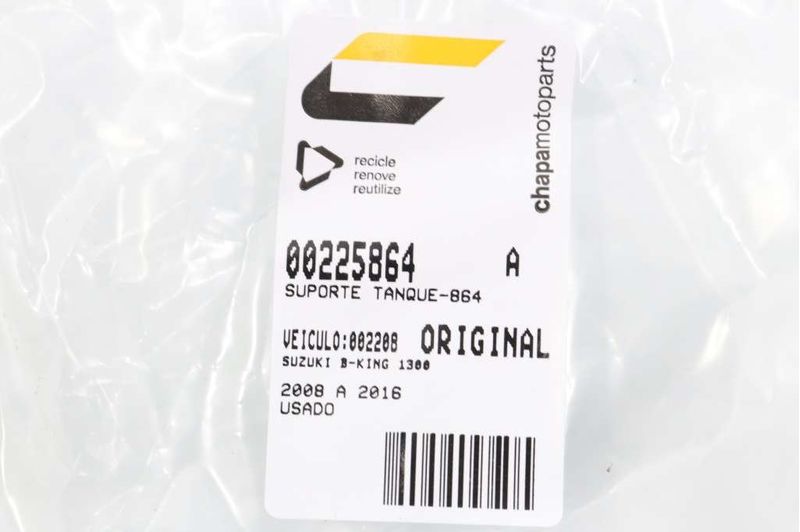 chapamotoparts
recicle
renove
reutilize
00225864 A
SUPORTE TANQUE-864
VEICULO:002208 ORIGINAL
SUZUKI B-KING 1300
2008 A 2016
USADO